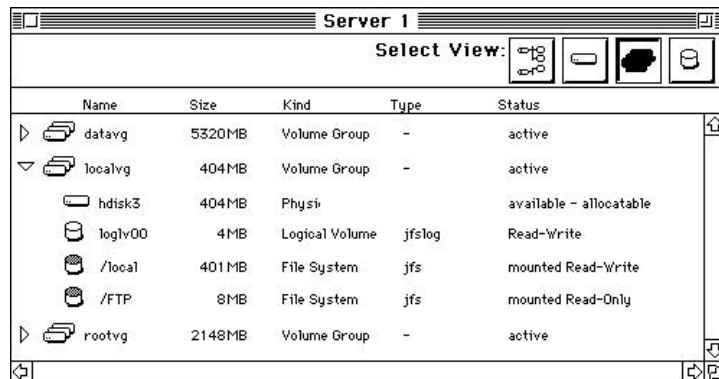 Server 1
Select View:
Name Size Kind Type Status
datavg 5320MB Volume Group - active
localvg 404MB Volume Group - active
hdisk3 404MB Physi available - allocatable
loglv00 4MB Logical Volume jfslog Read-Write
/local 401MB File System jfs mounted Read-Write
/FTP 8MB File System jfs mounted Read-Only
rootvg 2148MB Volume Group - active